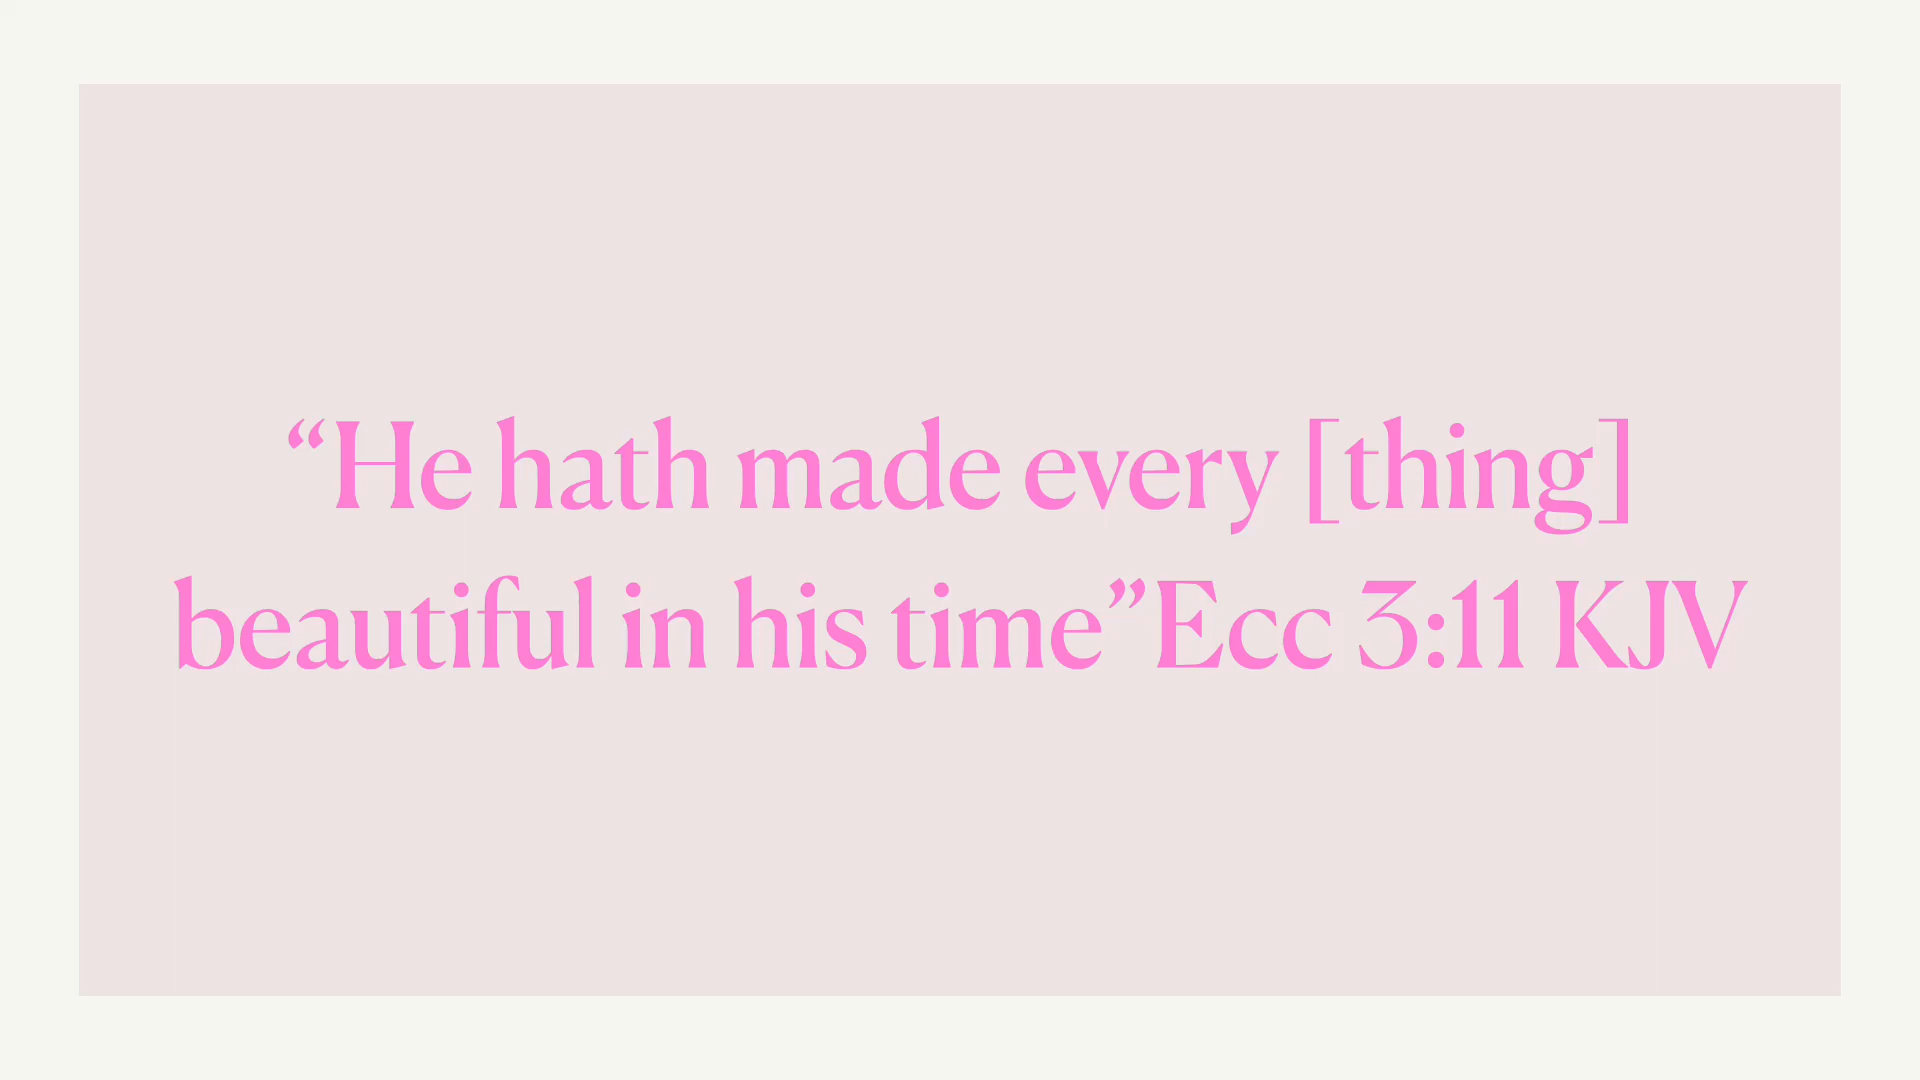 “He hath made every [thing]
beautiful in his time”Ecc 3:11 KJV